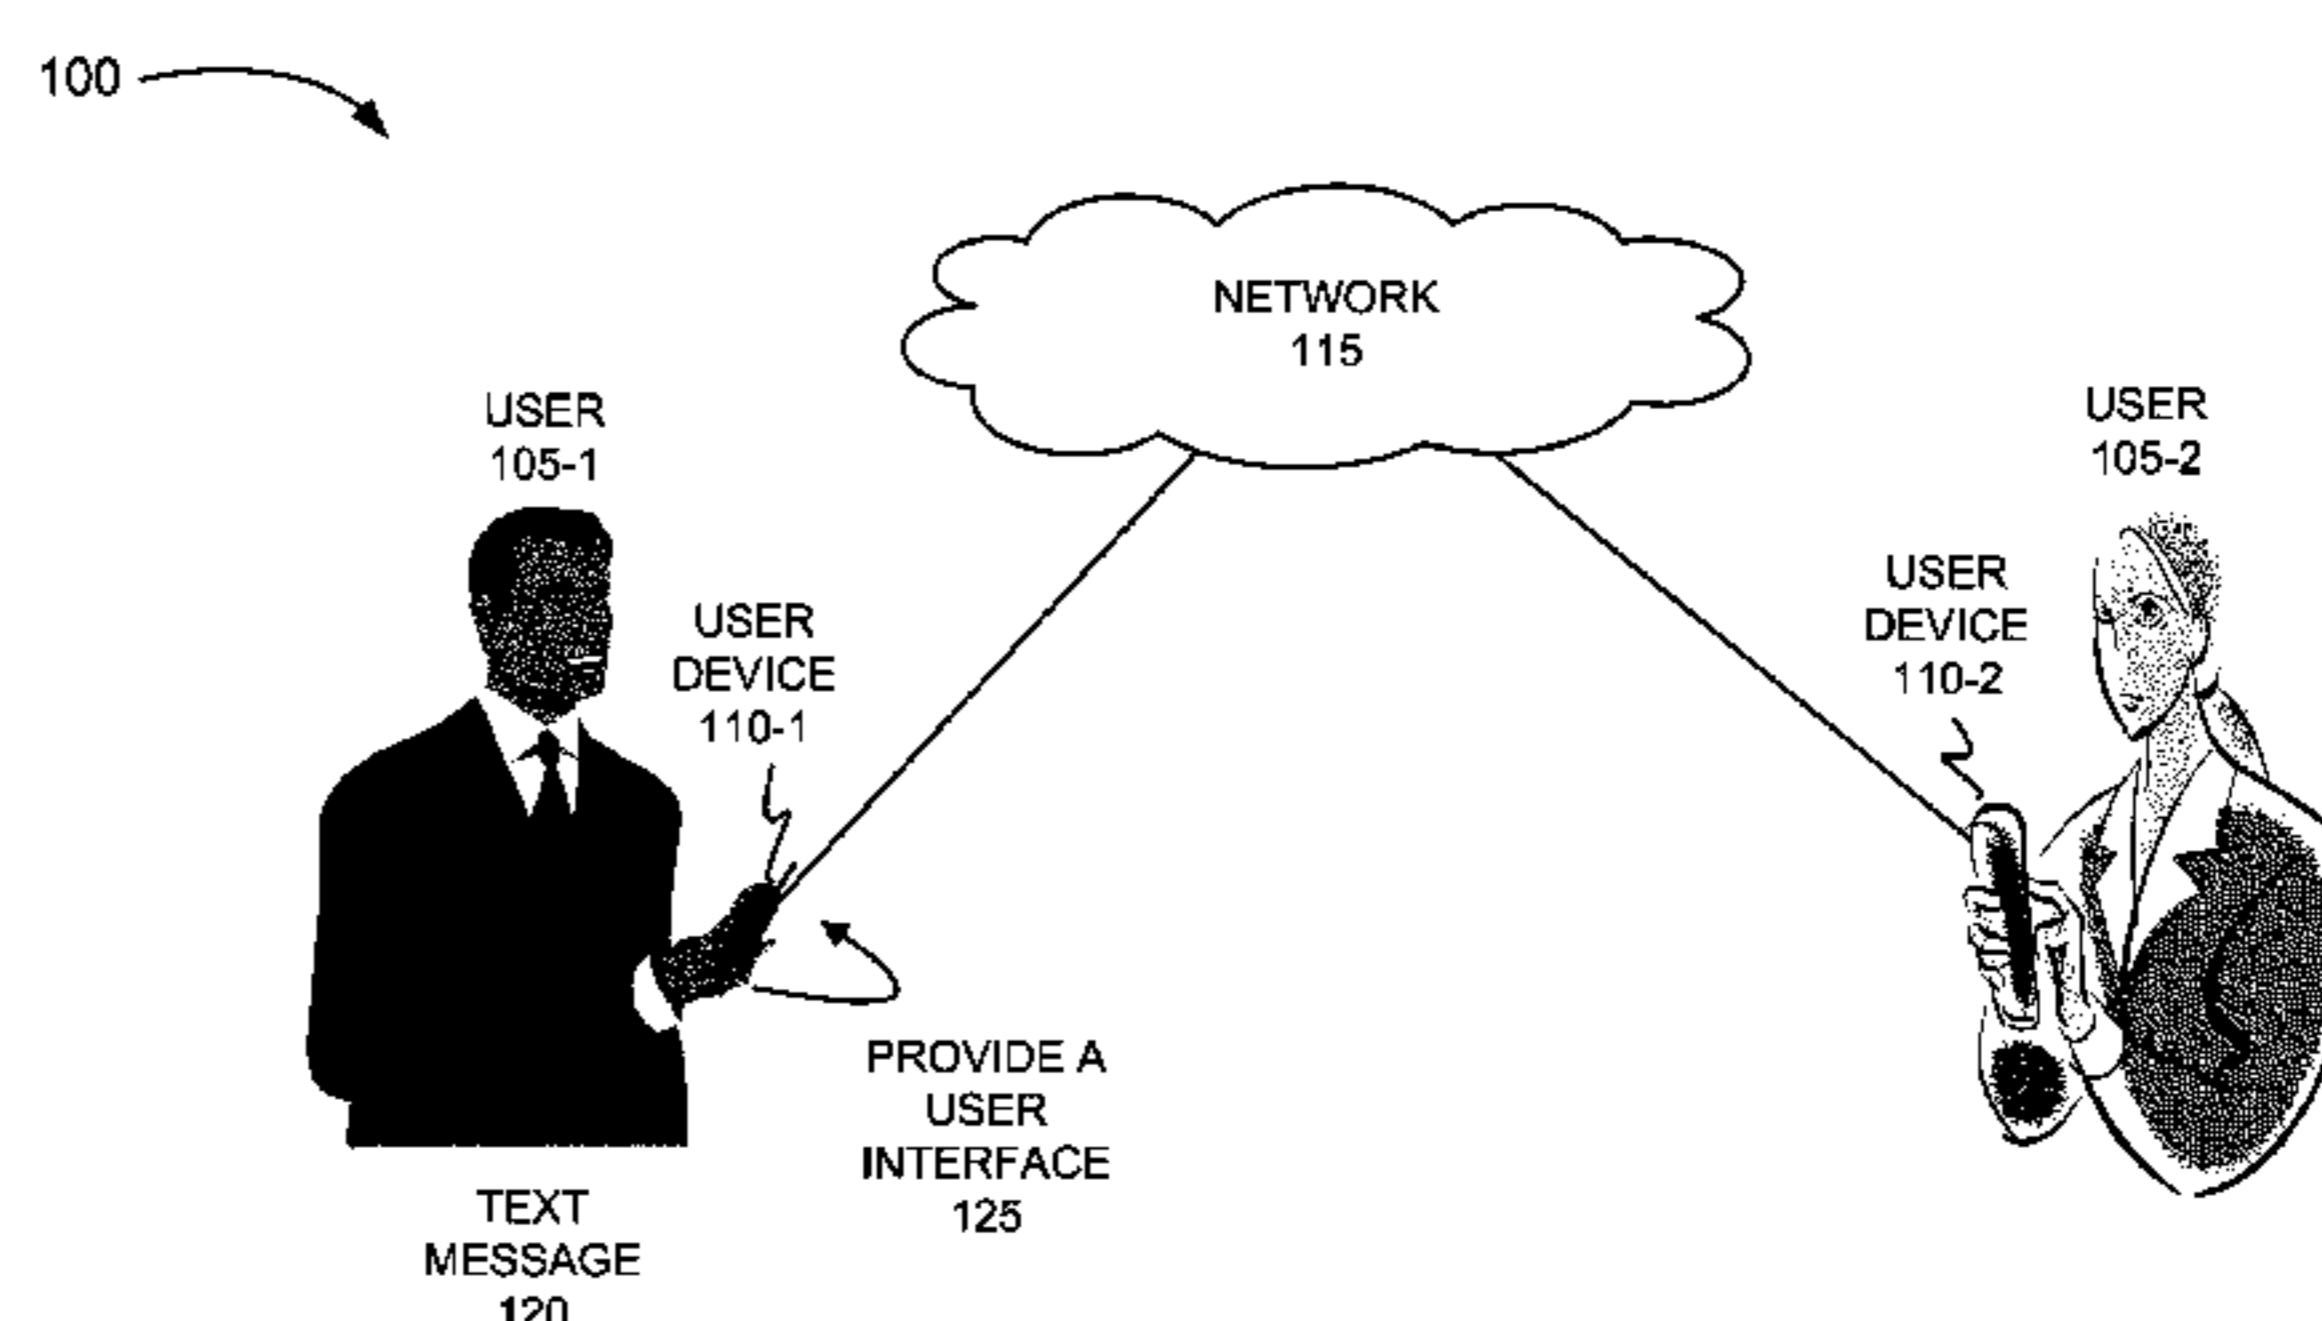 100
NETWORK
115
USER
105-1
USER
105-2
USER
DEVICE
110-1
USER
DEVICE
110-2
PROVIDE A
USER
INTERFACE
125
TEXT
MESSAGE
120